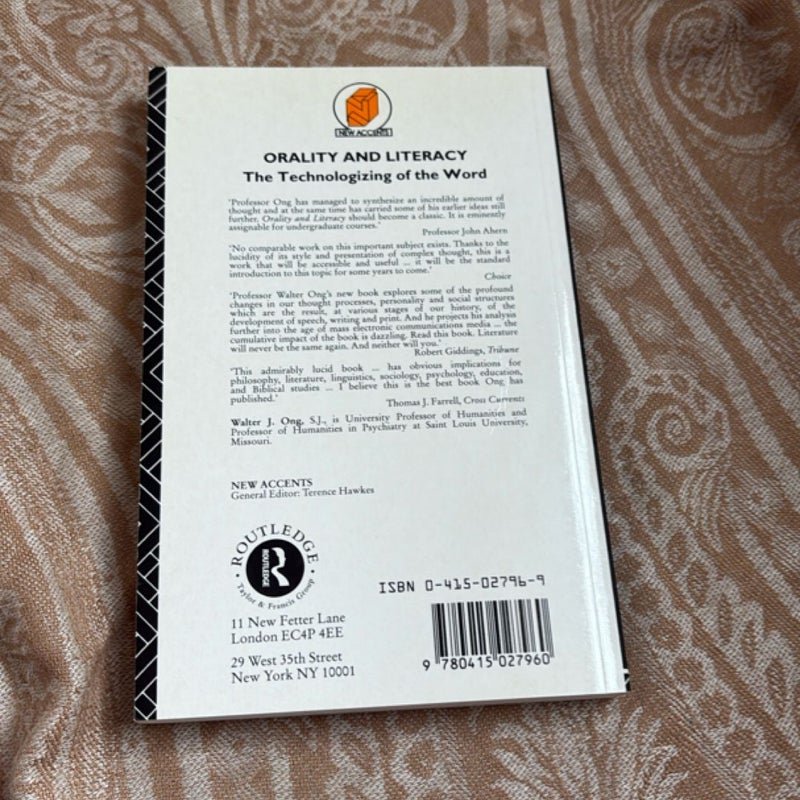 NEW ACCENTS
ORALITY AND LITERACY
The Technologizing of the Word
'Professor Ong has managed to synthesize an incredible amount of
thought and at the same time has carried some of his earlier ideas still
further. Orality and Literacy should become a classic. It is eminently
assignable for undergraduate courses.'
Professor John Ahern
'No comparable work on this important subject exists. Thanks to the
lucidity of its style and presentation of complex thought, this is a
work that will be accessible and useful ... it will be the standard
introduction to this topic for some years to come.'
Choice
'Professor Walter Ong's new book explores some of the profound
changes in our thought processes, personality and social structures
which are the result, at various stages of our history, of the
development of speech, writing and print. And he projects his analysis
further into the age of mass electronic communications media ... the
cumulative impact of the book is dazzling. Read this book. Literature
will never be the same again. And neither will you.'
Robert Giddings, Tribune
'This admirably lucid book ... has obvious implications for
philosophy, literature, linguistics, sociology, psychology, education,
and Biblical studies ... I believe this is the best book Ong has
published.'
Thomas J. Farrell, Cross Currents
Walter J. Ong, S.J., is University Professor of Humanities and
Professor of Humanities in Psychiatry at Saint Louis University,
Missouri.
NEW ACCENTS
General Editor: Terence Hawkes
ROUTLEDGE
ROUTLEDGE
Taylor & Francis Group
11 New Fetter Lane
London EC4P 4EE
29 West 35th Street
New York NY 10001
ISBN 0-415-02796-9
9 780415 027960